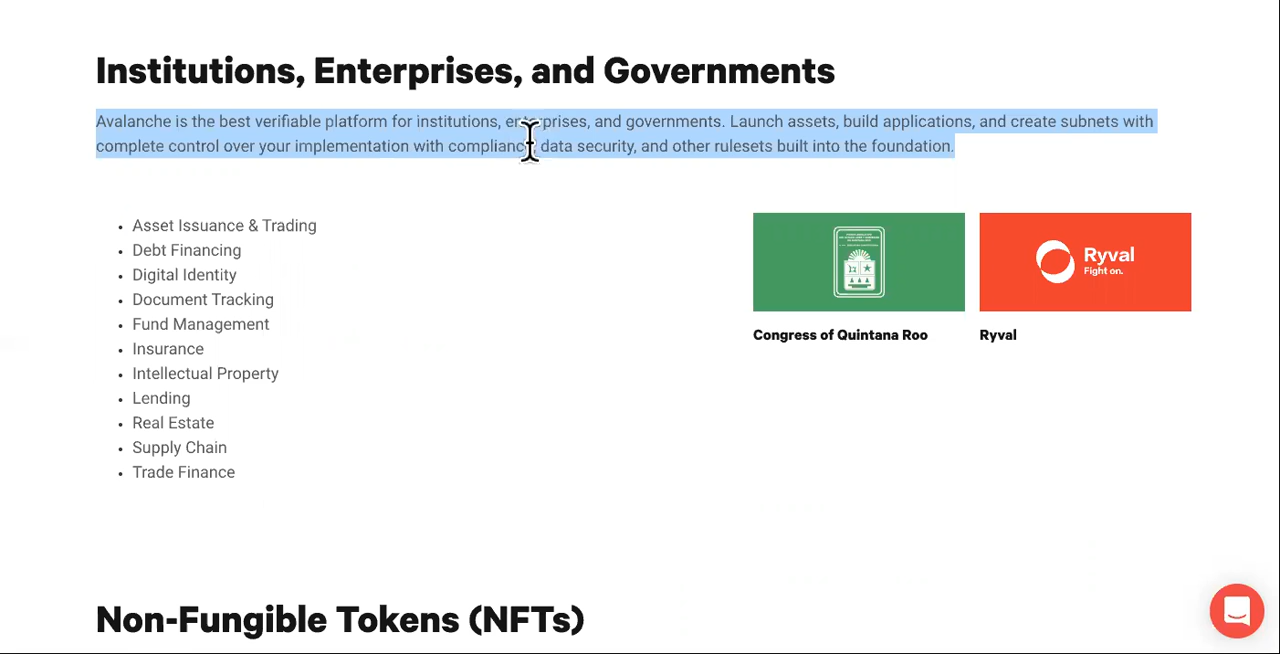 Institutions, Enterprises, and Governments
Avalanche is the best verifiable platform for institutions, enterprises, and governments. Launch assets, build applications, and create subnets with
complete control over your implementation with compliance, data security, and other rulesets built into the foundation.
Asset Issuance & Trading
Debt Financing
Digital Identity
Document Tracking
Fund Management
Insurance
Intellectual Property
Lending
Real Estate
Supply Chain
Trade Finance
Ryval
Fight on.
Congress of Quintana Roo
Ryval
Non-Fungible Tokens (NFTs)